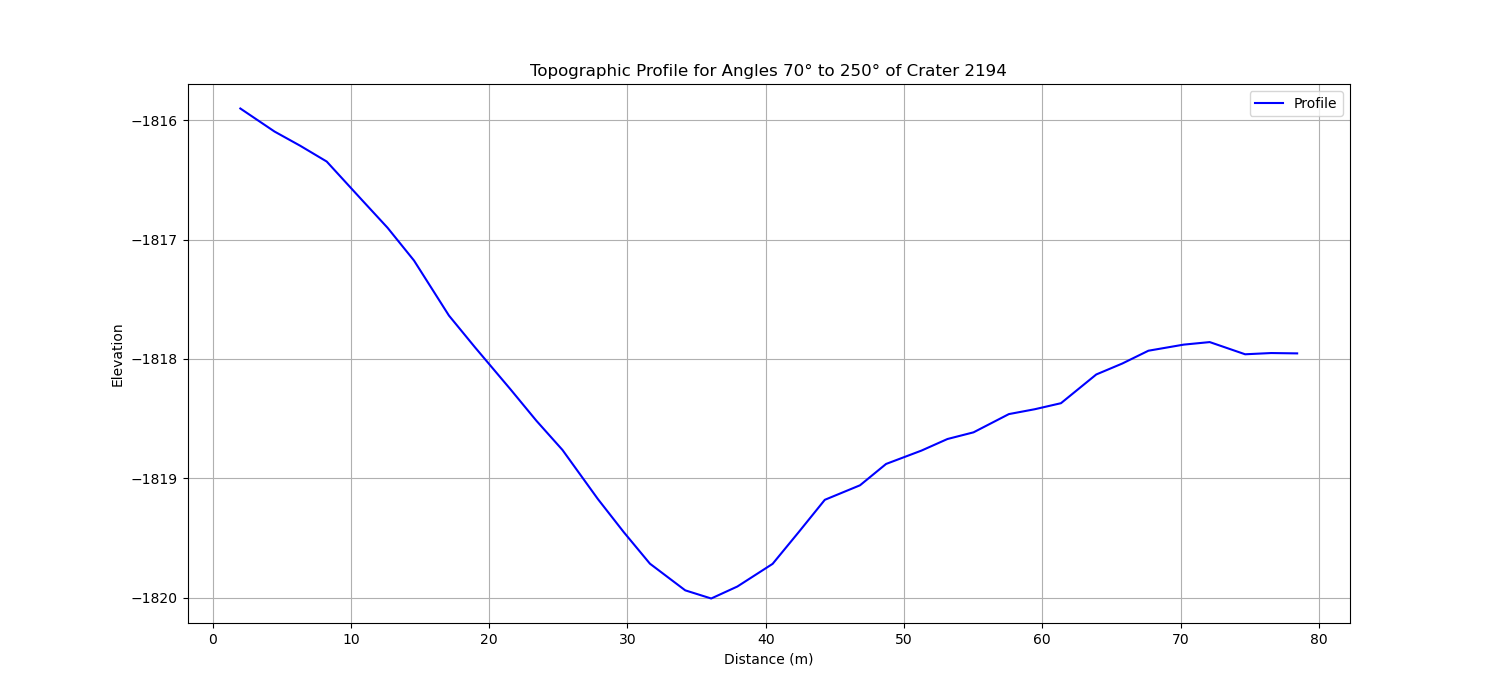 Topographic Profile for Angles 70° to 250° of Crater 2194
Profile
−1816
−1817
−1818
−1819
−1820
Elevation
0 10 20 30 40 50 60 70 80
Distance (m)